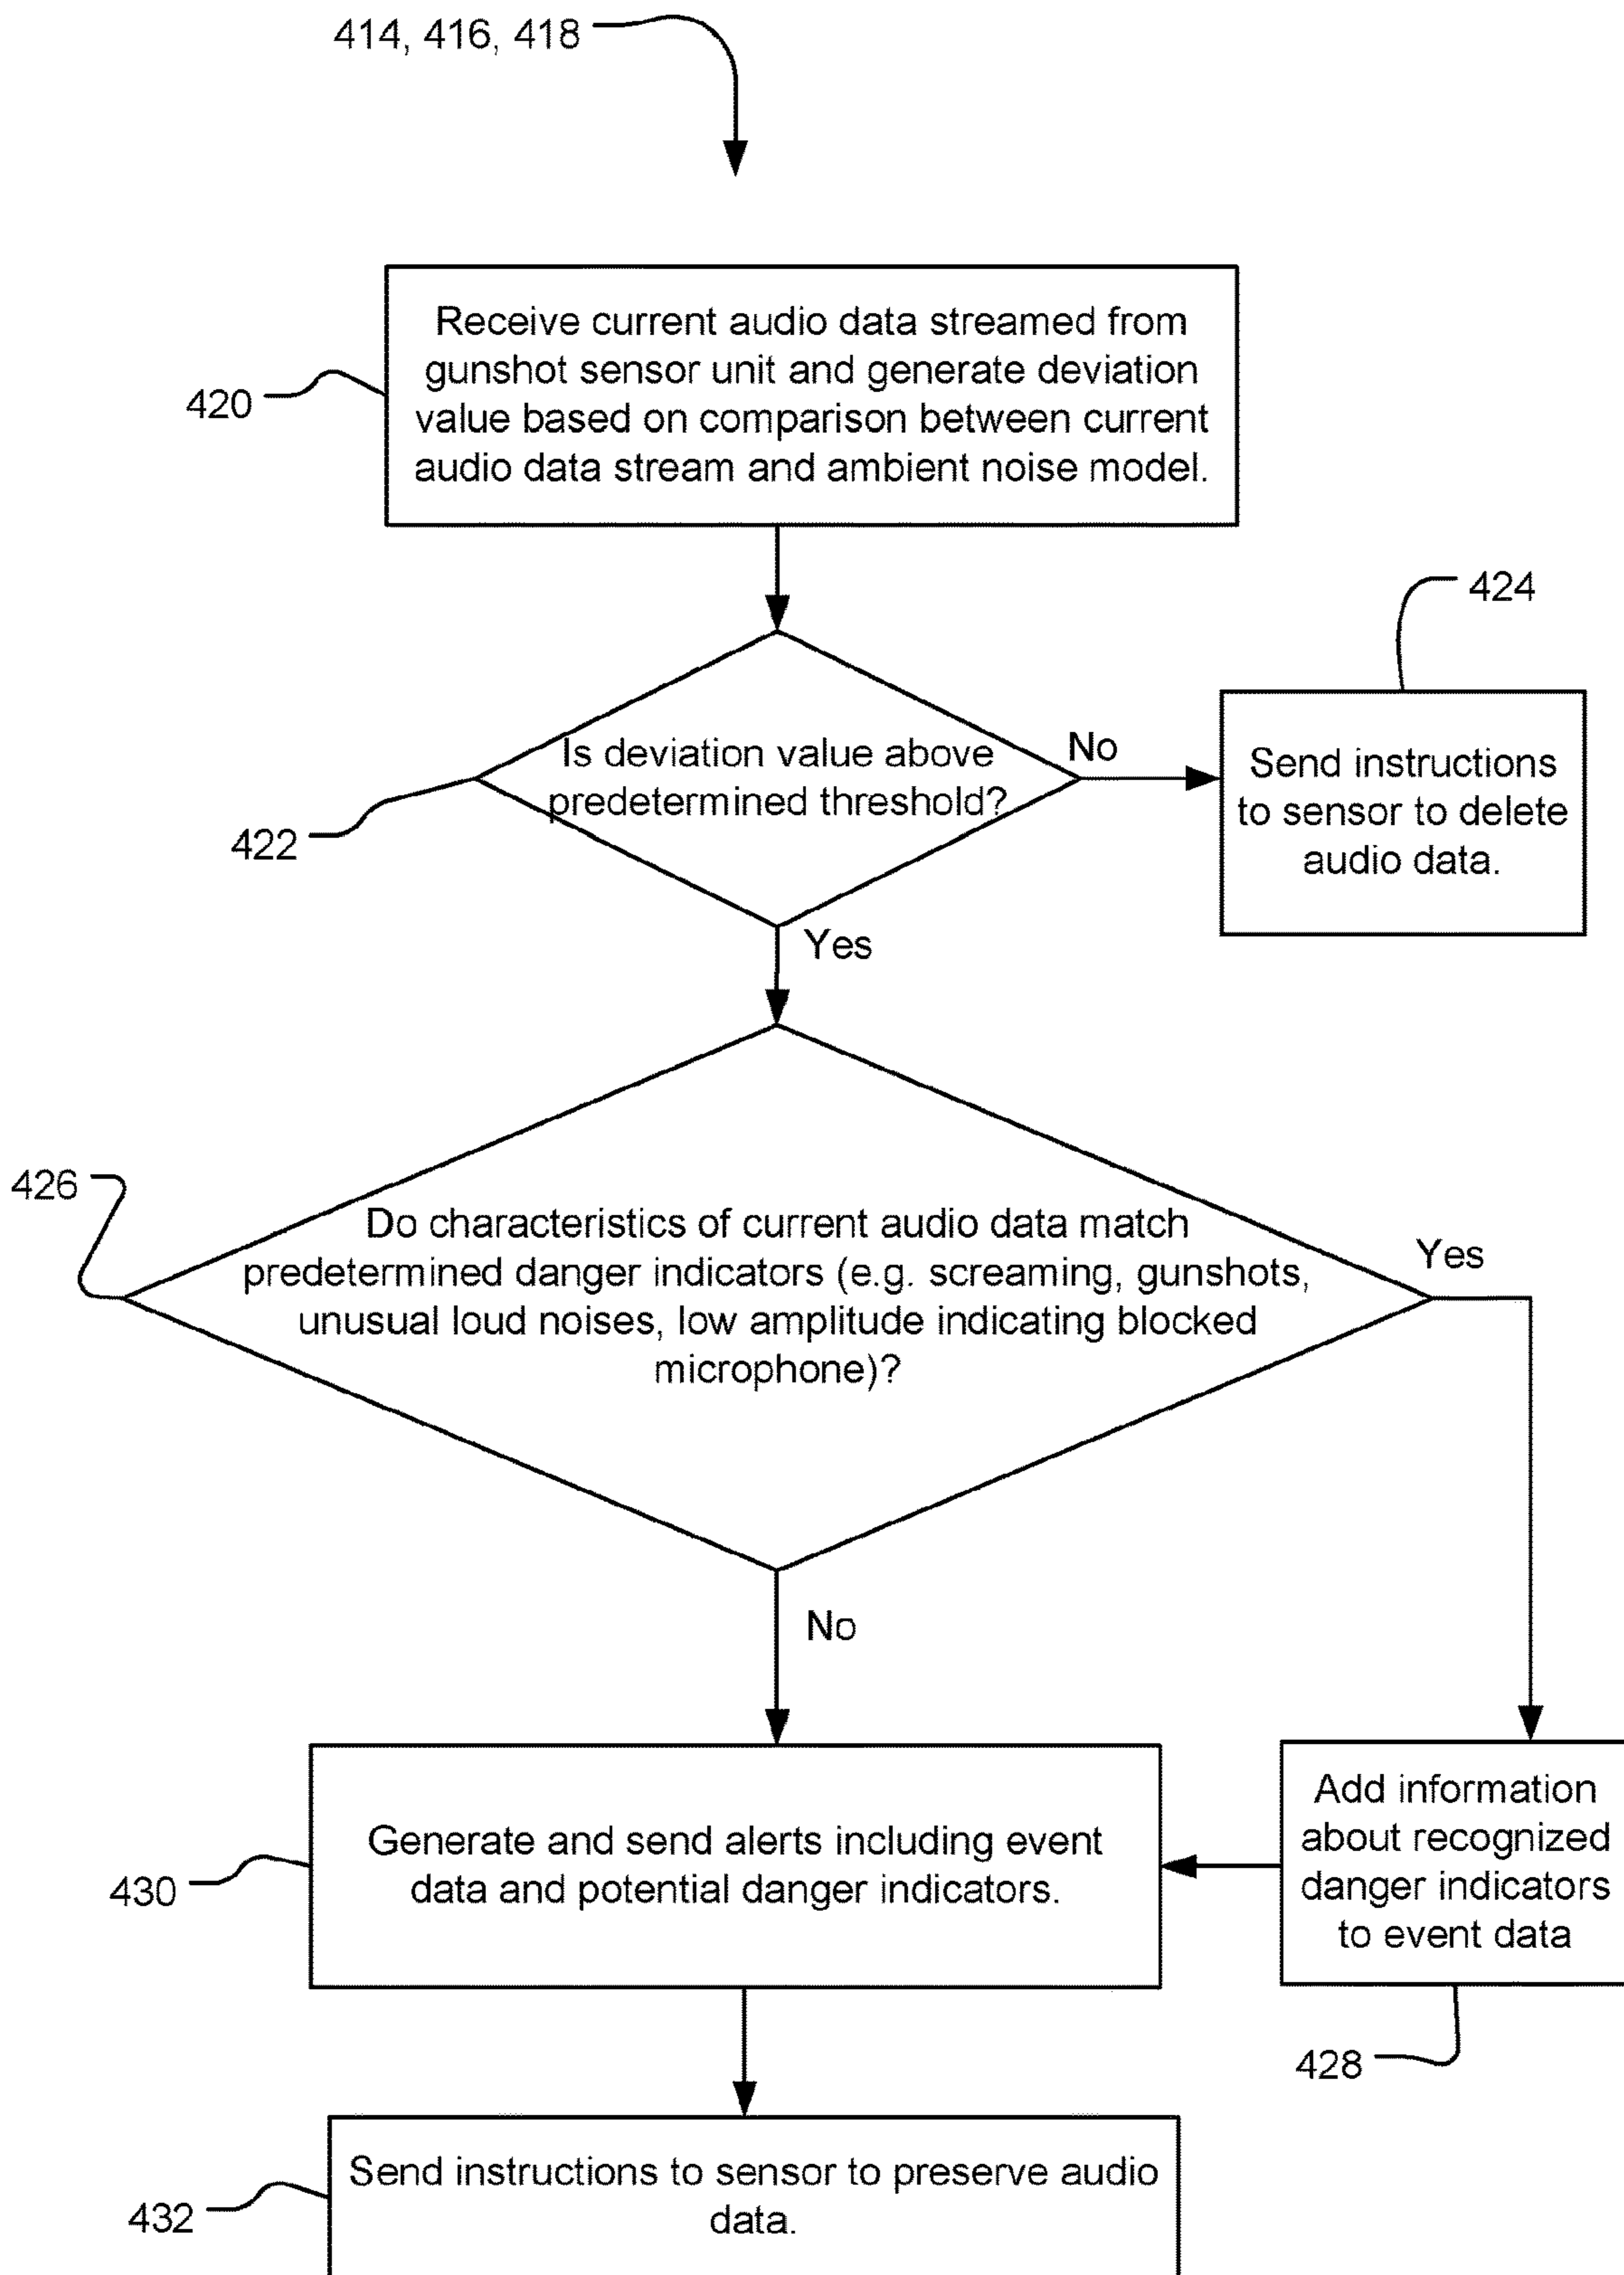 414, 416, 418
Receive current audio data streamed from
gunshot sensor unit and generate deviation
value based on comparison between current
audio data stream and ambient noise model.
420
424
Is deviation value above
predetermined threshold?
No
Send instructions
to sensor to delete
audio data.
422
Yes
426
Do characteristics of current audio data match
predetermined danger indicators (e.g. screaming, gunshots,
unusual loud noises, low amplitude indicating blocked
microphone)?
Yes
No
Add information
about recognized
danger indicators
to event data
Generate and send alerts including event
data and potential danger indicators.
430
428
Send instructions to sensor to preserve audio
data.
432